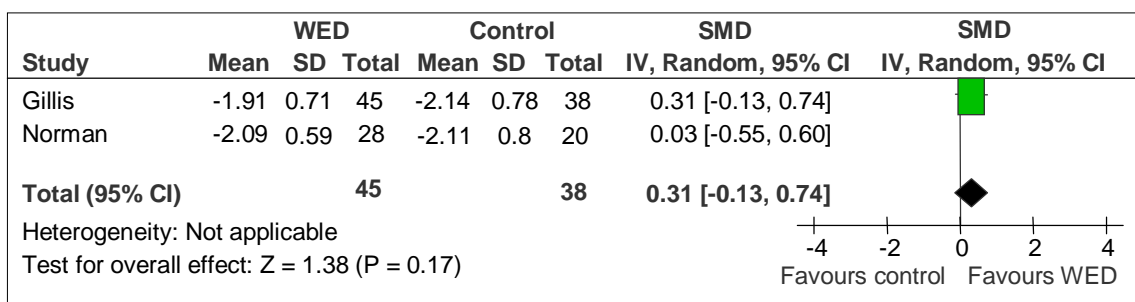 WED Control SMD SMD
Study Mean SD Total Mean SD Total IV, Random, 95% CI IV, Random, 95% CI
Gillis -1.91 0.71 45 -2.14 0.78 38 0.31 [-0.13, 0.74]
Norman -2.09 0.59 28 -2.11 0.8 20 0.03 [-0.55, 0.60]
Total (95% CI) 45 38 0.31 [-0.13, 0.74]
Heterogeneity: Not applicable
Test for overall effect: Z = 1.38 (P = 0.17)
-4 -2 0 2 4
Favours control Favours WED